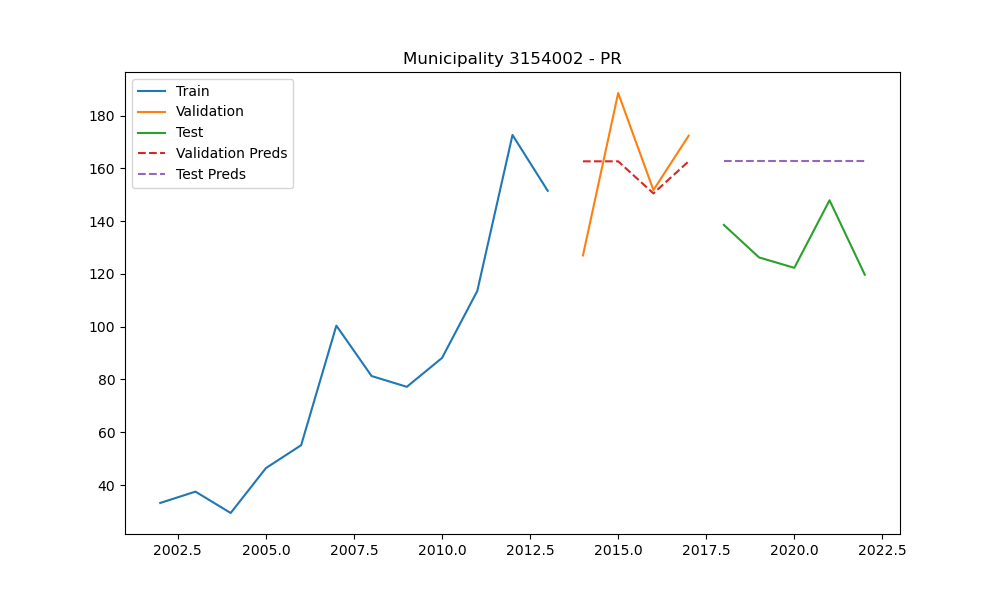 Municipality 3154002 - PR
Train
Validation
Test
Validation Preds
Test Preds
180
160
140
120
100
80
60
40
2002.5 2005.0 2007.5 2010.0 2012.5 2015.0 2017.5 2020.0 2022.5